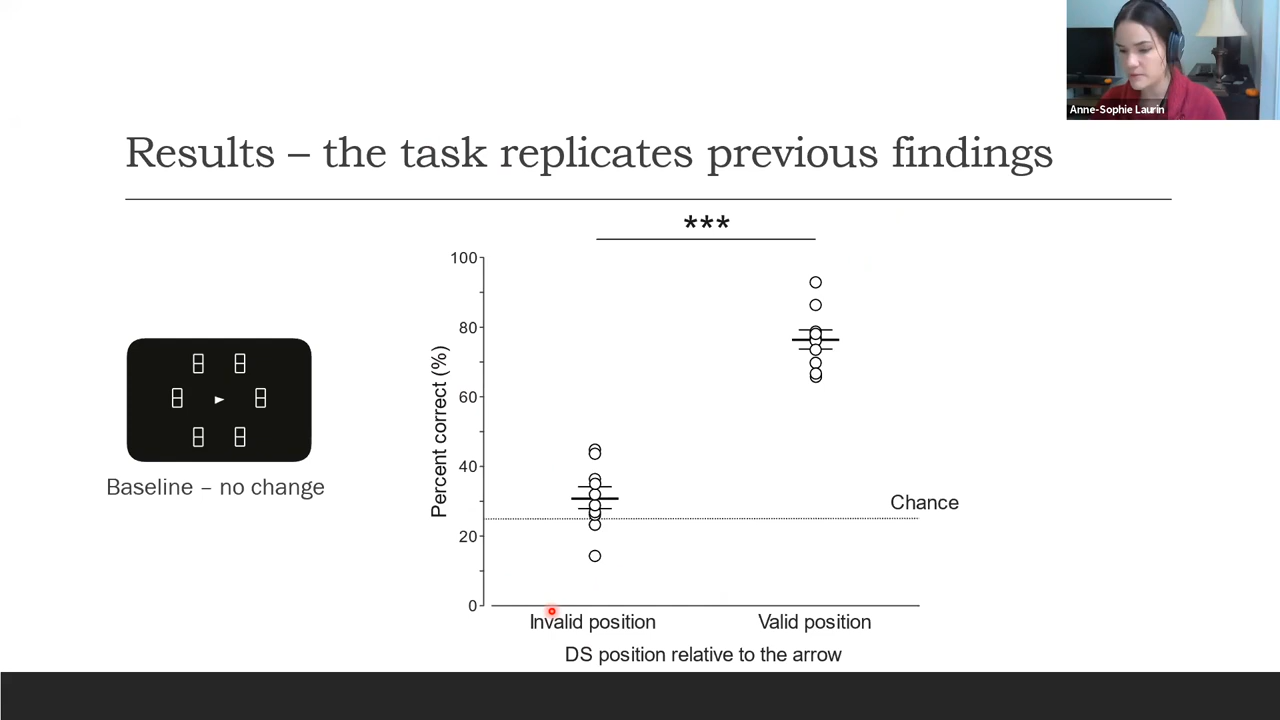 Anne-Sophie Laurin
Results – the task replicates previous findings
***
100
80
60
40
20
0
Percent correct (%)
Chance
Baseline – no change
Invalid position
Valid position
DS position relative to the arrow